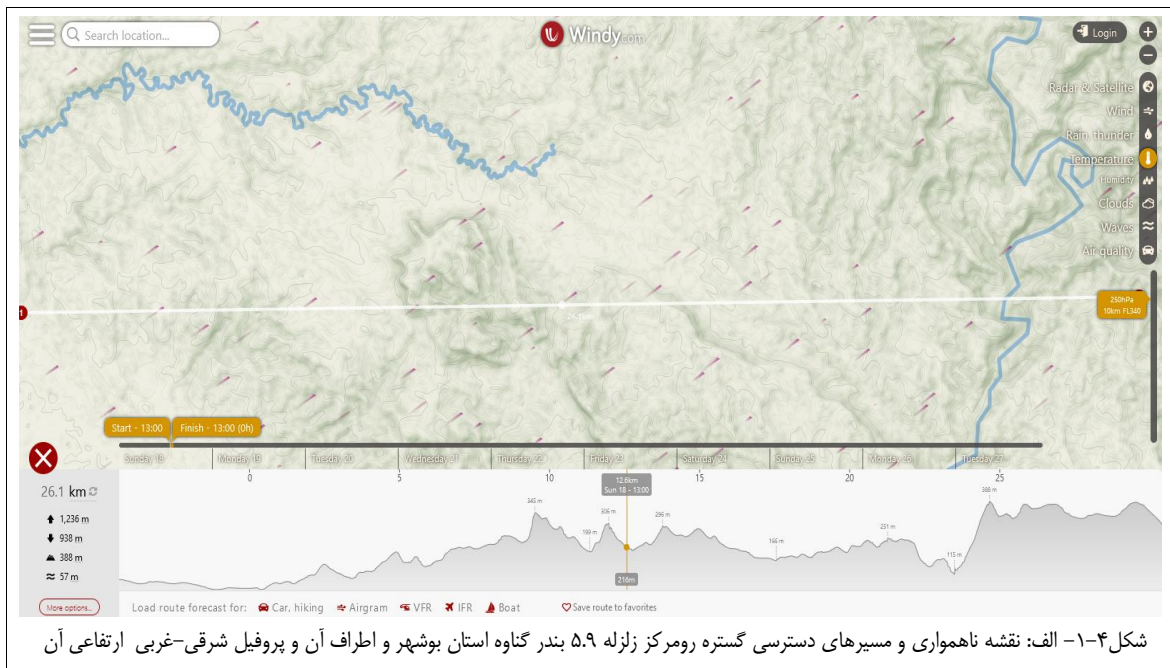 Search location...
Windy.com
Login
+
−
Radar & Satellite
Wind
Rain, thunder
Temperature
Humidity
Clouds
Waves
Air quality
1
250hPa
10km FL340
Start - 13:00
Finish - 13:00 (0h)
Sunday 18
Monday 19
Tuesday 20
Wednesday 21
Thursday 22
Friday 23
Saturday 24
Sunday 25
Monday 26
Tuesday 27
26.1 km
1,236 m
938 m
388 m
57 m
More options...
0
5
10
15
20
25
12.6km
Sun 18 - 13:00
345 m
199 m
306 m
296 m
166 m
251 m
115 m
388 m
216m
Load route forecast for:
Car, hiking
Airgram
VFR
IFR
Boat
Save route to favorites
شکل۴-۱- الف: نقشه ناهمواری و مسیرهای دسترسی گستره رومرکز زلزله ۵.۹ بندر گناوه استان بوشهر و اطراف آن و پروفیل شرقی-غربی ارتفاعی آن